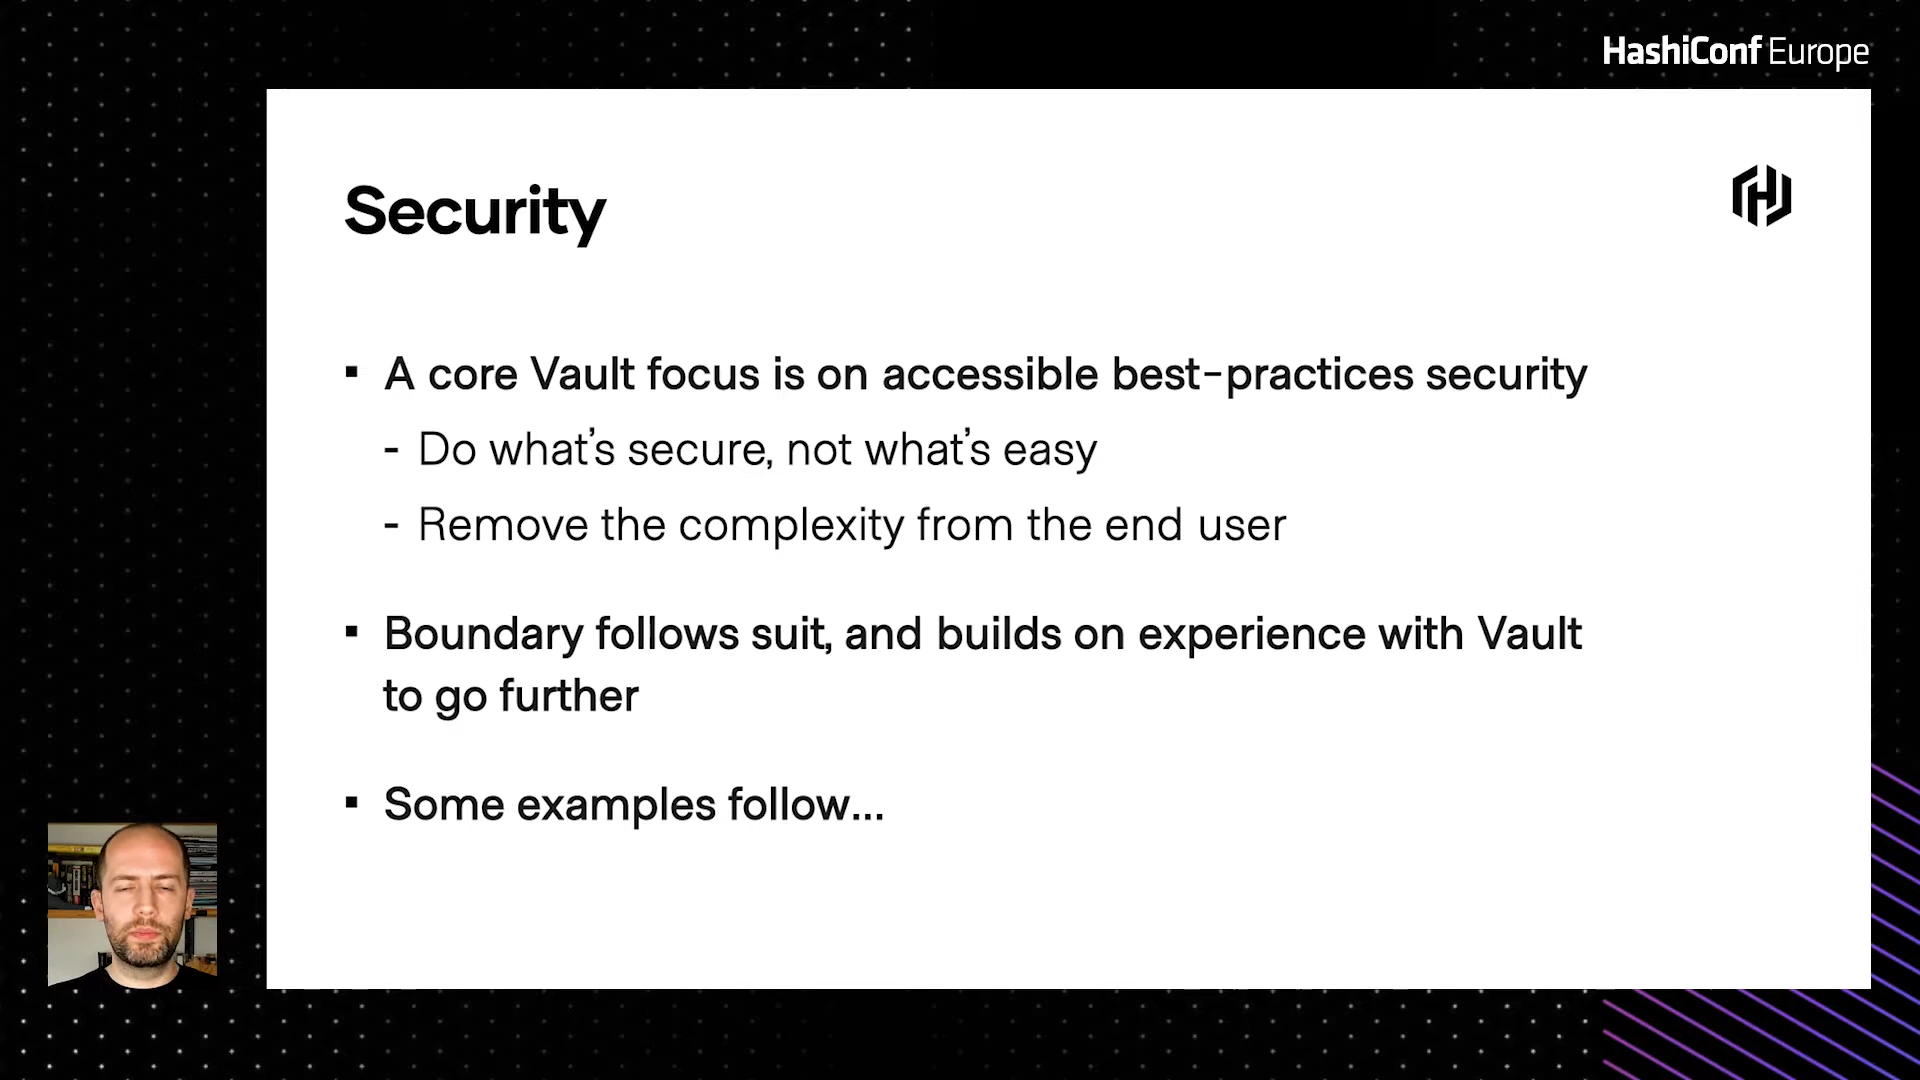 HashiConf Europe
Security
▪ A core Vault focus is on accessible best-practices security
- Do what's secure, not what's easy
- Remove the complexity from the end user
▪ Boundary follows suit, and builds on experience with Vault
to go further
▪ Some examples follow...